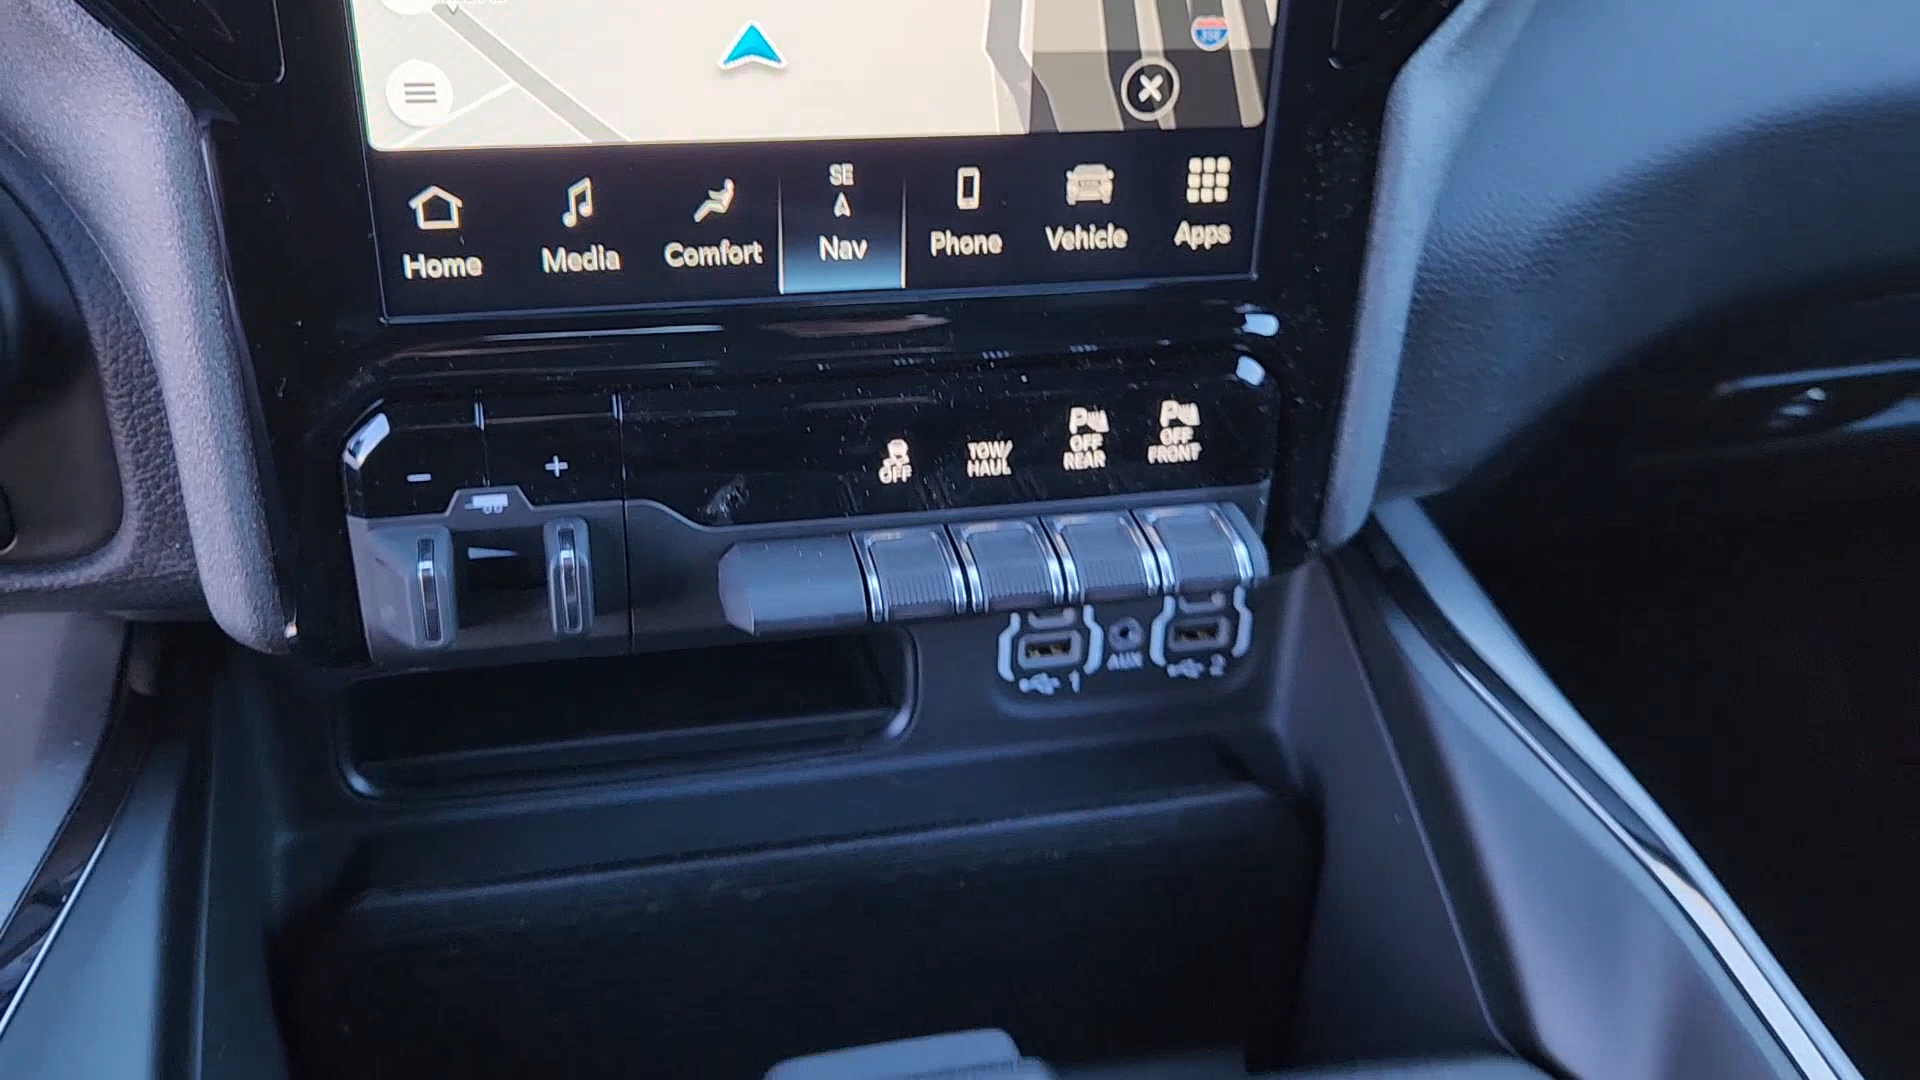 SE
Home Media Comfort Nav Phone Vehicle Apps
- +
OFF
TOW/
HAUL
P
OFF
REAR
P
OFF
FRONT
1 AUX 2